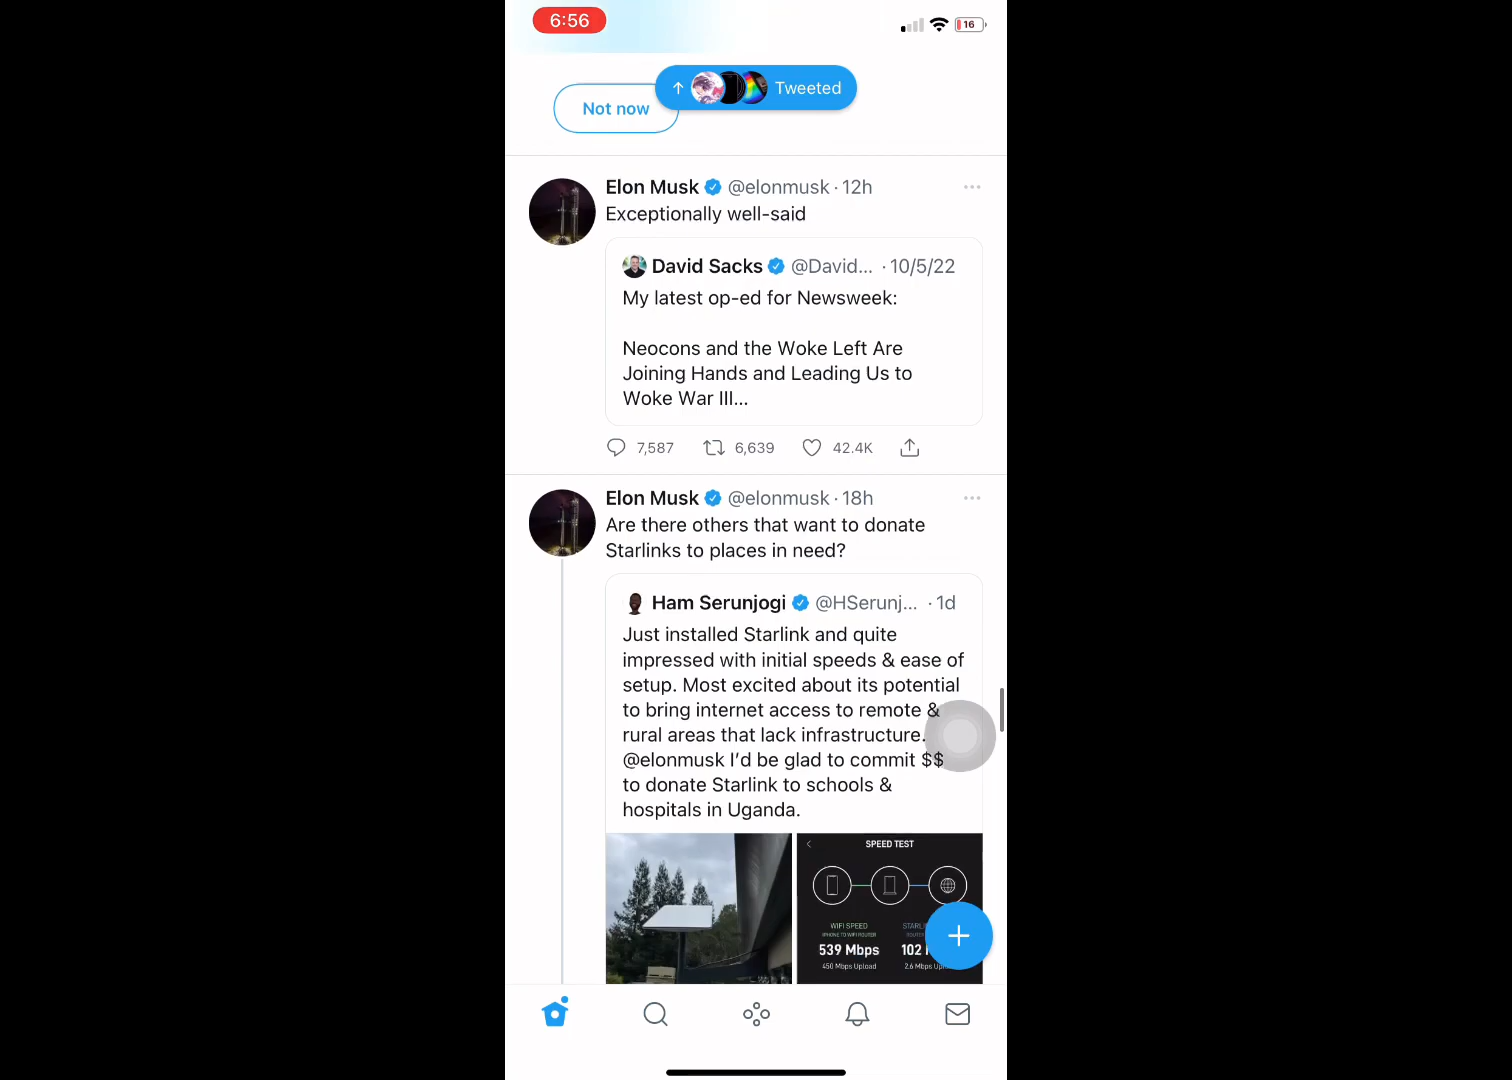 6:56
16
Tweeted
Not now
Elon Musk @elonmusk · 12h
Exceptionally well-said
David Sacks @David... · 10/5/22
My latest op-ed for Newsweek:
Neocons and the Woke Left Are
Joining Hands and Leading Us to
Woke War III...
7,587 6,639 42.4K
Elon Musk @elonmusk · 18h
Are there others that want to donate
Starlinks to places in need?
Ham Serunjogi @HSerunj... · 1d
Just installed Starlink and quite
impressed with initial speeds & ease of
setup. Most excited about its potential
to bring internet access to remote &
rural areas that lack infrastructure.
@elonmusk I'd be glad to commit $$
to donate Starlink to schools &
hospitals in Uganda.
SPEED TEST
WIFI SPEED
IPHONE TO WIFI ROUTER
539 Mbps 102
450 Mbps Upload 2.6 Mbps